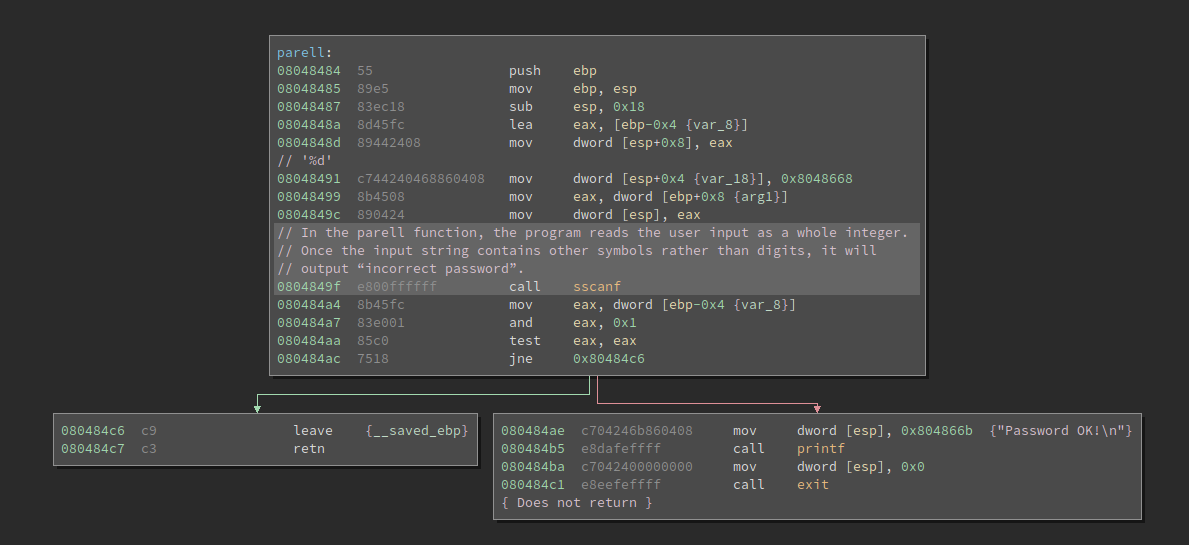 parell:
08048484 55 push ebp
08048485 89e5 mov ebp, esp
08048487 83ec18 sub esp, 0x18
0804848a 8d45fc lea eax, [ebp-0x4 {var_8}]
0804848d 89442408 mov dword [esp+0x8], eax
// '%d'
08048491 c744240468860408 mov dword [esp+0x4 {var_18}], 0x8048668
08048499 8b4508 mov eax, dword [ebp+0x8 {arg1}]
0804849c 890424 mov dword [esp], eax
// In the parell function, the program reads the user input as a whole integer.
// Once the input string contains other symbols rather than digits, it will
// output “incorrect password”.
0804849f e800ffffff call sscanf
080484a4 8b45fc mov eax, dword [ebp-0x4 {var_8}]
080484a7 83e001 and eax, 0x1
080484aa 85c0 test eax, eax
080484ac 7518 jne 0x80484c6
080484c6 c9 leave {__saved_ebp}
080484c7 c3 retn
080484ae c704246b860408 mov dword [esp], 0x804866b {"Password OK!\n"}
080484b5 e8dafeffff call printf
080484ba c7042400000000 mov dword [esp], 0x0
080484c1 e8eefeffff call exit
{ Does not return }